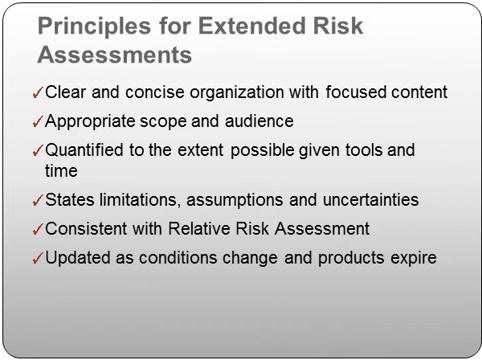 Principles for Extended Risk
Assessments
✓Clear and concise organization with focused content
✓Appropriate scope and audience
✓Quantified to the extent possible given tools and
time
✓States limitations, assumptions and uncertainties
✓Consistent with Relative Risk Assessment
✓Updated as conditions change and products expire